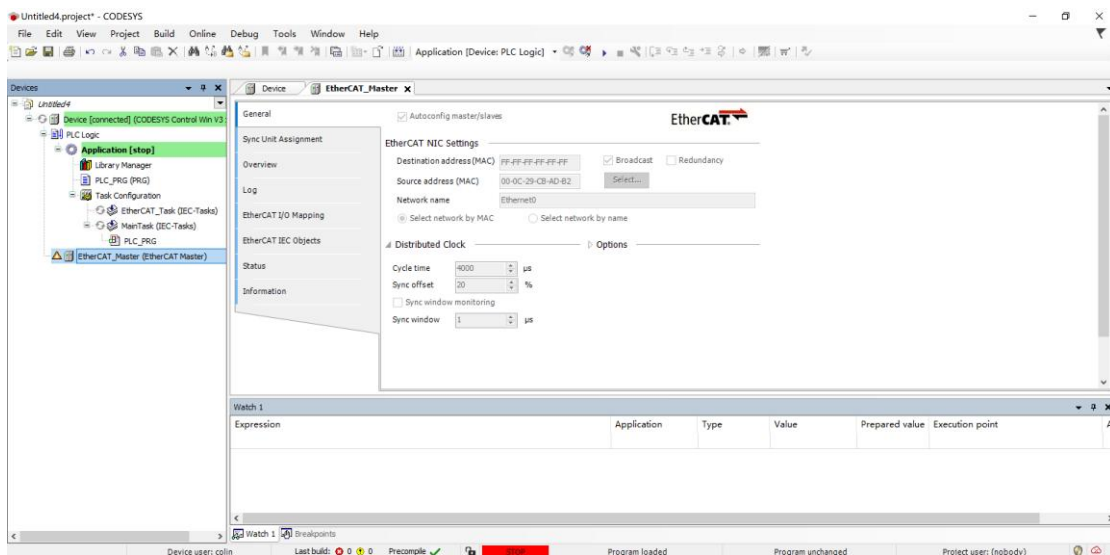 Untitled4.project* - CODESYS
File Edit View Project Build Online Debug Tools Window Help
Application [Device: PLC Logic]
Devices
Device
EtherCAT_Master
Untitled4
Device [connected] (CODESYS Control Win V3
PLC Logic
Application [stop]
Library Manager
PLC_PRG (PRG)
Task Configuration
EtherCAT_Task (IEC-Tasks)
MainTask (IEC-Tasks)
PLC_PRG
EtherCAT_Master (EtherCAT Master)
General
Sync Unit Assignment
Overview
Log
EtherCAT I/O Mapping
EtherCAT IEC Objects
Status
Information
Autoconfig master/slaves
EtherCAT
EtherCAT NIC Settings
Destination address (MAC) FF-FF-FF-FF-FF-FF Broadcast Redundancy
Source address (MAC) 00-0C-29-CB-AD-B2 Select...
Network name Ethernet0
Select network by MAC Select network by name
Distributed Clock Options
Cycle time 4000 µs
Sync offset 20 %
Sync window monitoring
Sync window 1 µs
Watch 1
Expression Application Type Value Prepared value Execution point
Watch 1 Breakpoints
Device user: colin Last build: 0 0 Precompile STOP Program loaded Program unchanged Project user: (nobody)